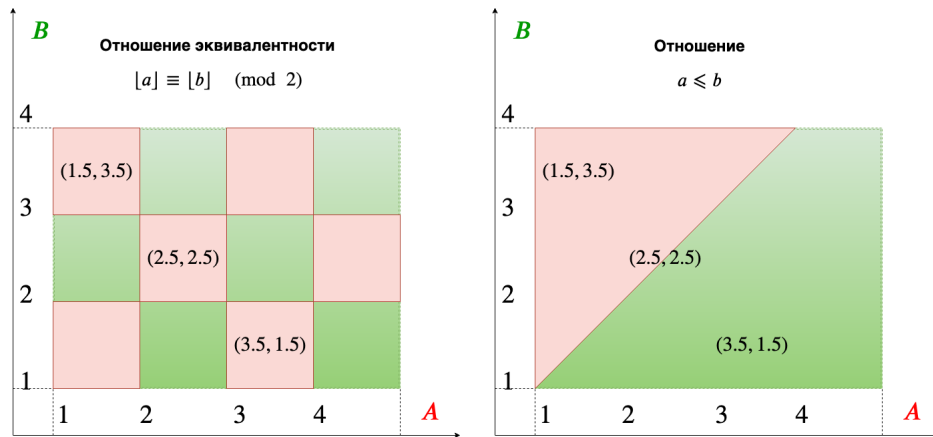 B
Отношение эквивалентности
⌊a⌋ ≡ ⌊b⌋ (mod 2)
4
(1.5, 3.5)
3
(2.5, 2.5)
2
(3.5, 1.5)
1
1 2 3 4 A
B
Отношение
a ⩽ b
4
(1.5, 3.5)
3
(2.5, 2.5)
2
(3.5, 1.5)
1
1 2 3 4 A